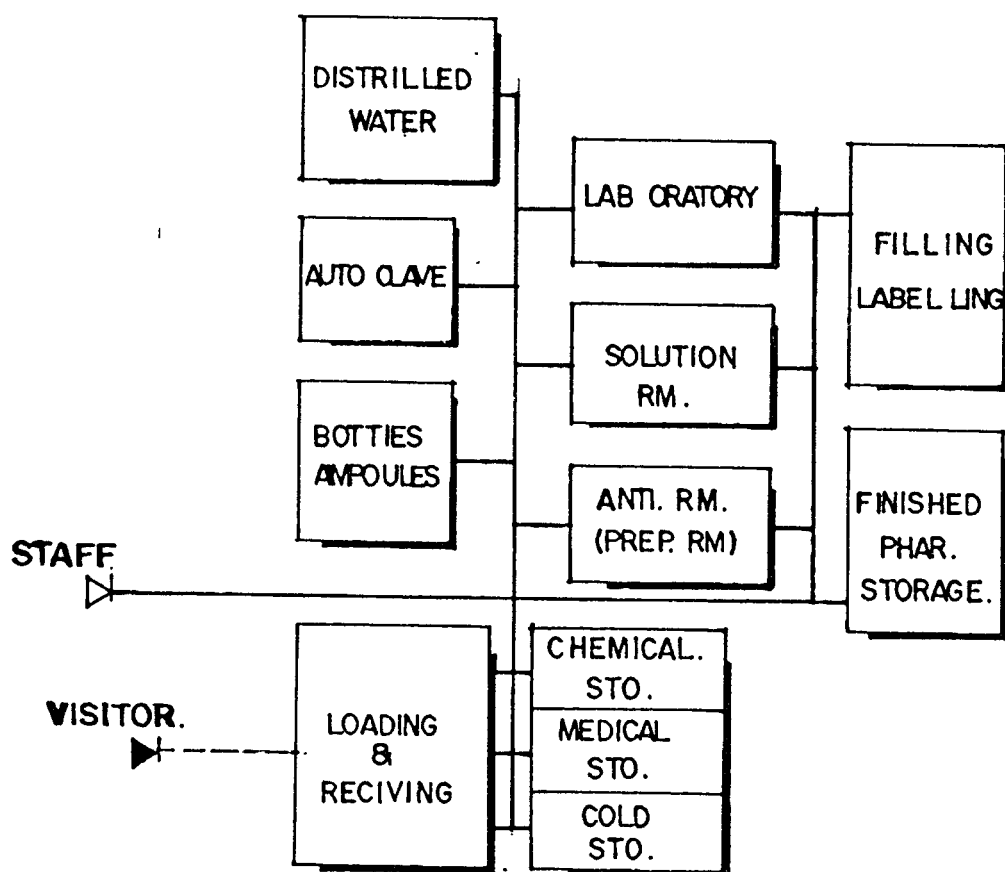 DISTRILLED
WATER
LAB ORATORY
FILLING
LABEL LING
AUTO CLAVE
SOLUTION
RM.
BOTTIES
AMPOULES
ANTI. RM.
(PREP. RM)
FINISHED
PHAR.
STORAGE.
STAFF
CHEMICAL.
STO.
VISITOR.
LOADING
&
RECIVING
MEDICAL
STO.
COLD
STO.